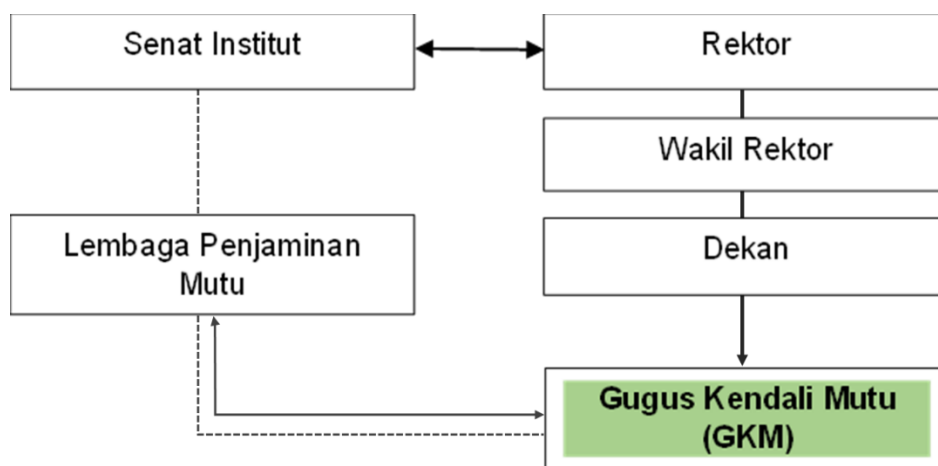 Senat Institut
Rektor
Wakil Rektor
Lembaga Penjaminan
Mutu
Dekan
Gugus Kendali Mutu
(GKM)